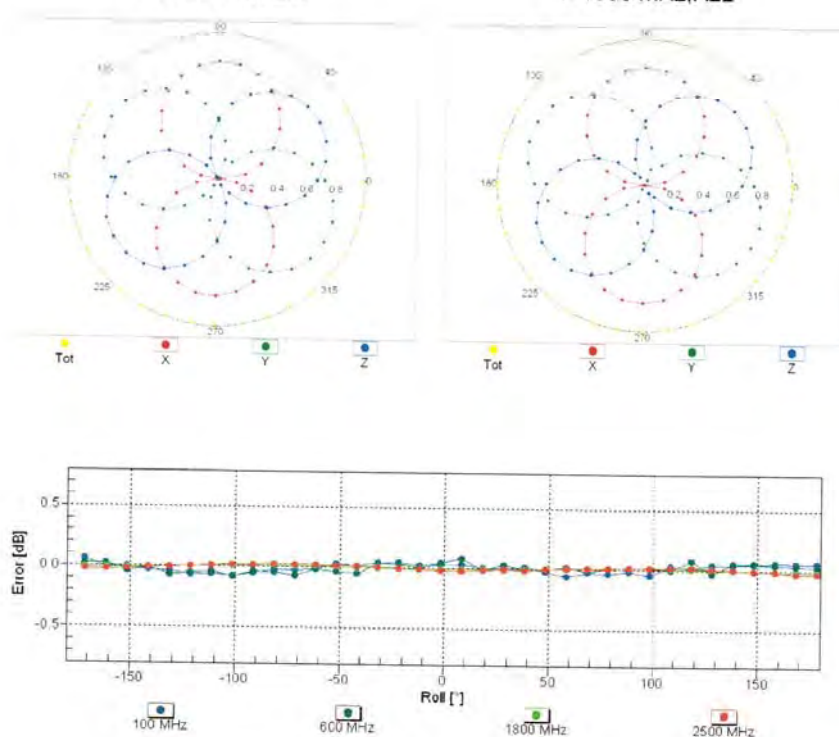 90 90
135 45 135 45
180 0.2 0.4 0.6 0.8 0 180 0.2 0.4 0.6 0.8 0
225 315 225 315
270 270
Tot X Y Z Tot X Y Z
0.5
0.0
-0.5
Error [dB]
-150 -100 -50 0 50 100 150
Roll [°]
100 MHz 600 MHz 1800 MHz 2500 MHz